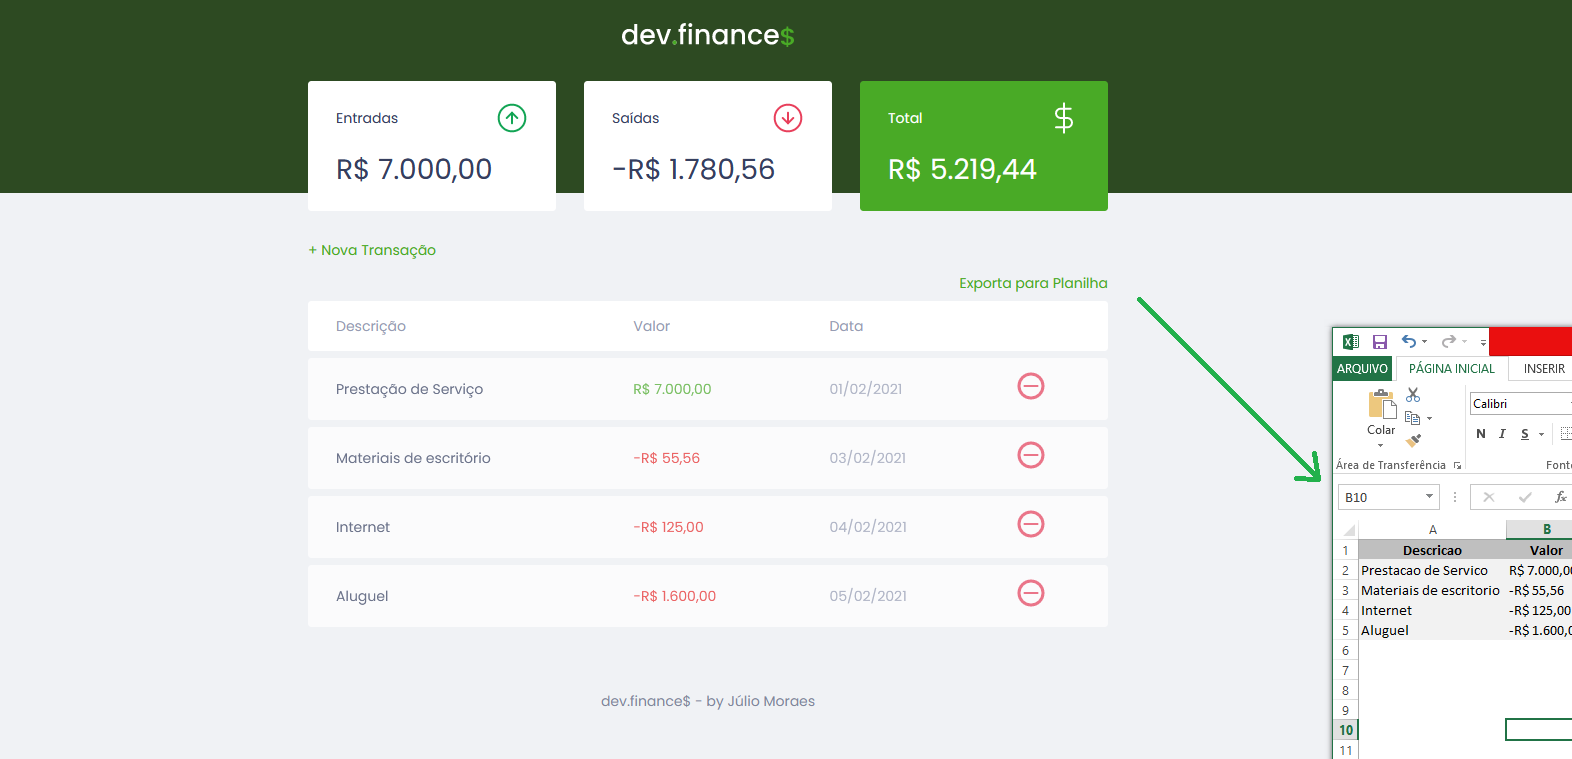 dev.finance$
Entradas
R$ 7.000,00
Saídas
-R$ 1.780,56
Total
$
R$ 5.219,44
+ Nova Transação
Exporta para Planilha
Descrição Valor Data
Prestação de Serviço R$ 7.000,00 01/02/2021
Materiais de escritório -R$ 55,56 03/02/2021
Internet -R$ 125,00 04/02/2021
Aluguel -R$ 1.600,00 05/02/2021
dev.finance$ - by Júlio Moraes
ARQUIVO PÁGINA INICIAL INSERIR
Colar
Calibri
N I S
Área de Transferência
B10 fx
A B
1 Descricao Valor
2 Prestacao de Servico R$ 7.000,00
3 Materiais de escritorio -R$ 55,56
4 Internet -R$ 125,00
5 Aluguel -R$ 1.600,0
6
7
8
9
10
11